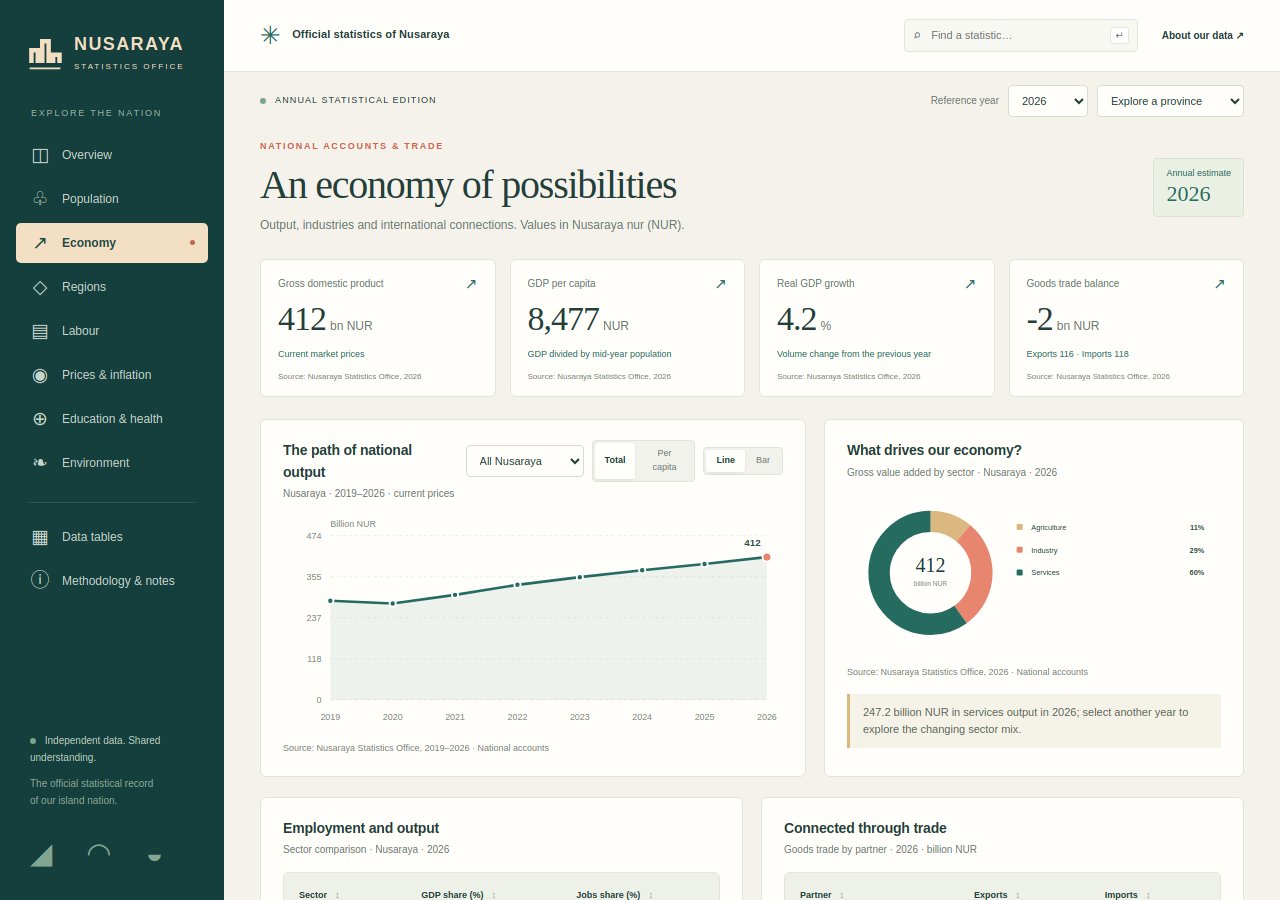 NUSARAYA
STATISTICS OFFICE
EXPLORE THE NATION
Overview
Population
Economy
Regions
Labour
Prices & inflation
Education & health
Environment
Data tables
Methodology & notes
Independent data. Shared
understanding.
The official statistical record
of our island nation.
Official statistics of Nusaraya
Find a statistic…
↵
About our data ↗
ANNUAL STATISTICAL EDITION
Reference year
2026
Explore a province
NATIONAL ACCOUNTS & TRADE
An economy of possibilities
Output, industries and international connections. Values in Nusaraya nur (NUR).
Annual estimate
2026
Gross domestic product ↗
412 bn NUR
Current market prices
Source: Nusaraya Statistics Office, 2026
GDP per capita ↗
8,477 NUR
GDP divided by mid-year population
Source: Nusaraya Statistics Office, 2026
Real GDP growth ↗
4.2 %
Volume change from the previous year
Source: Nusaraya Statistics Office, 2026
Goods trade balance ↗
-2 bn NUR
Exports 116 · Imports 118
Source: Nusaraya Statistics Office, 2026
The path of national
output
Nusaraya · 2019–2026 · current prices
All Nusaraya
Total
Per
capita
Line
Bar
Billion NUR
474
355
237
118
0
412
2019 2020 2021 2022 2023 2024 2025 2026
Source: Nusaraya Statistics Office, 2019–2026 · National accounts
What drives our economy?
Gross value added by sector · Nusaraya · 2026
412
billion NUR
Agriculture 11%
Industry 29%
Services 60%
Source: Nusaraya Statistics Office, 2026 · National accounts
247.2 billion NUR in services output in 2026; select another year to
explore the changing sector mix.
Employment and output
Sector comparison · Nusaraya · 2026
Sector ↕ GDP share (%) ↕ Jobs share (%) ↕
Connected through trade
Goods trade by partner · 2026 · billion NUR
Partner ↕ Exports ↕ Imports ↕